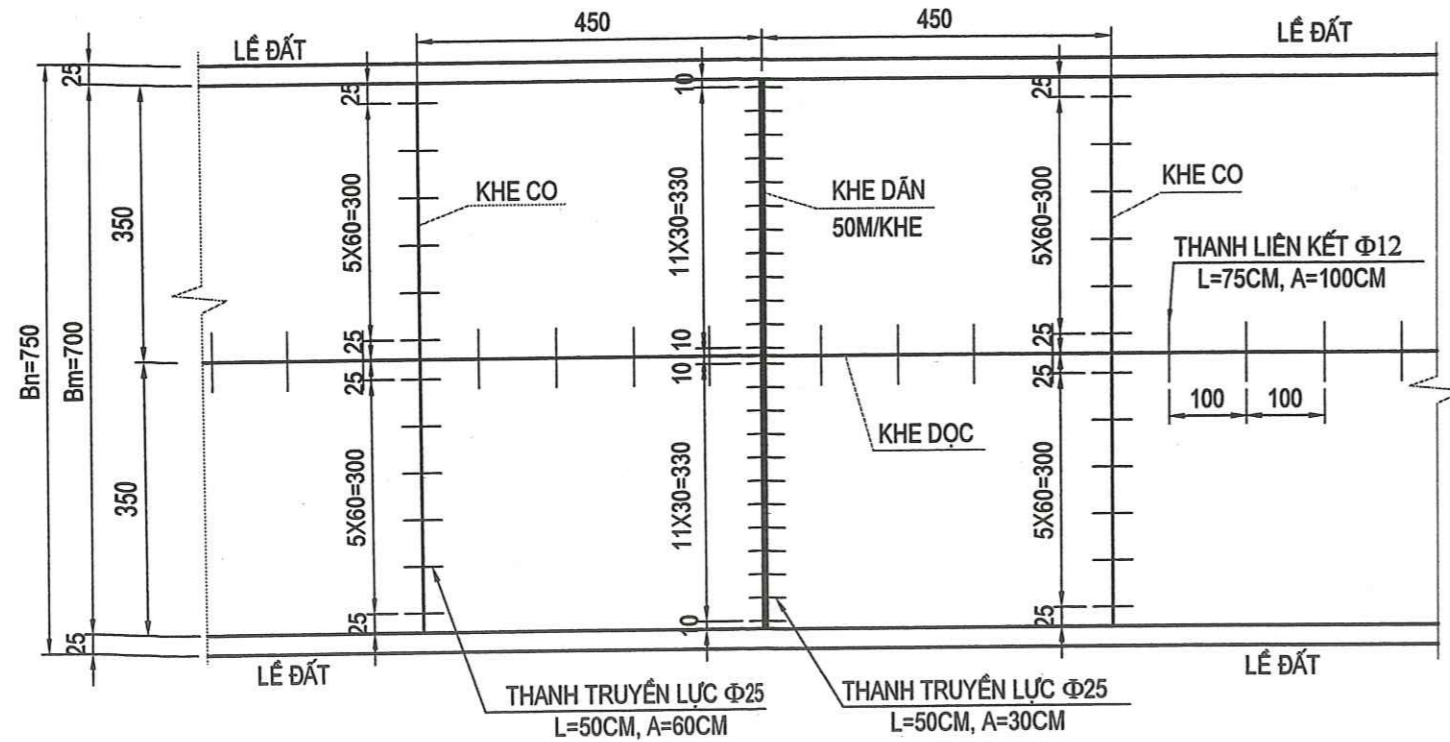 450
450
LỀ ĐẤT
LỀ ĐẤT
25
25
10
25
350
5X60=300
KHE CO
11X30=330
KHE DÃN
50M/KHE
5X60=300
KHE CO
THANH LIÊN KẾT Φ12
L=75CM, A=100CM
Bn=750
Bm=700
25
25
10
10
25
25
100
100
KHE DỌC
350
5X60=300
11X30=330
5X60=300
25
25
10
25
LỀ ĐẤT
LỀ ĐẤT
THANH TRUYỀN LỰC Φ25
L=50CM, A=60CM
THANH TRUYỀN LỰC Φ25
L=50CM, A=30CM